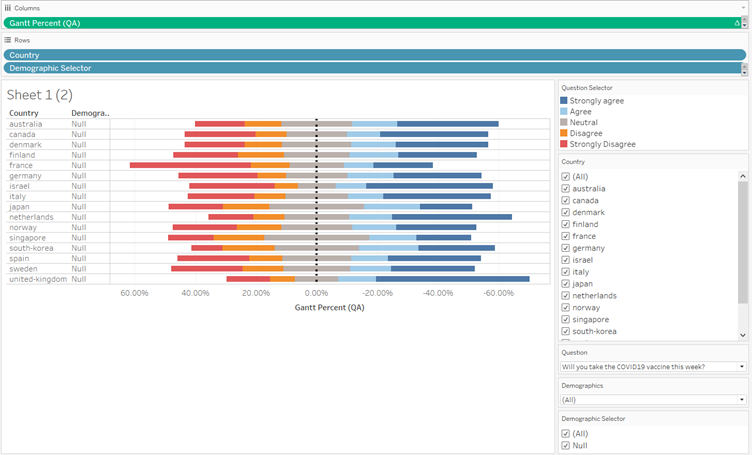 Columns
Gantt Percent (QA) Δ
Rows
Country
Demographic Selector
Sheet 1 (2)
Country Demogra..
australia Null
canada Null
denmark Null
finland Null
france Null
germany Null
israel Null
italy Null
japan Null
netherlands Null
norway Null
singapore Null
south-korea Null
spain Null
sweden Null
united-kingdom Null
60.00% 40.00% 20.00% 0.00% -20.00% -40.00% -60.00%
Gantt Percent (QA)
Question Selector
Strongly agree
Agree
Neutral
Disagree
Strongly Disagree
Country
(All)
australia
canada
denmark
finland
france
germany
israel
italy
japan
netherlands
norway
singapore
south-korea
Question
Will you take the COVID19 vaccine this week?
Demographics
(All)
Demographic Selector
(All)
Null